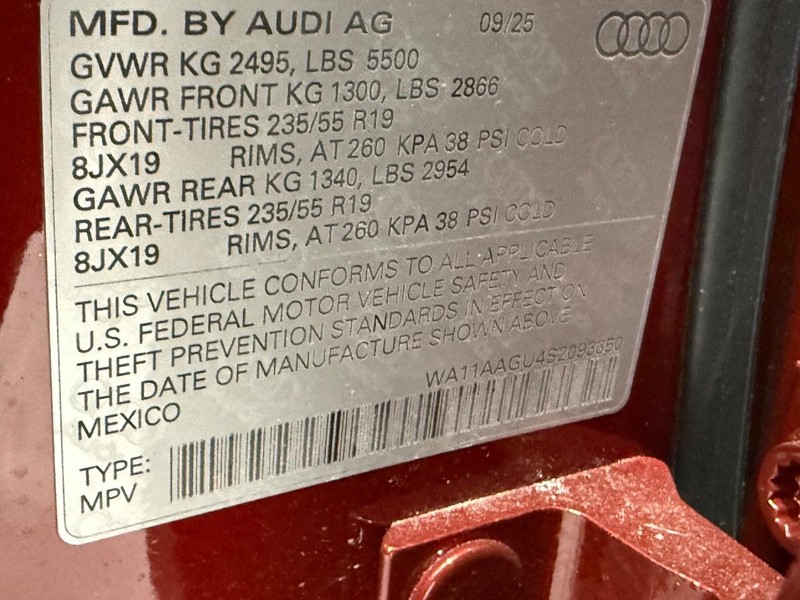 MFD. BY AUDI AG 09/25
GVWR KG 2495, LBS 5500
GAWR FRONT KG 1300, LBS 2866
FRONT-TIRES 235/55 R19
8JX19 RIMS, AT 260 KPA 38 PSI COLD
GAWR REAR KG 1340, LBS 2954
REAR-TIRES 235/55 R19
8JX19 RIMS, AT 260 KPA 38 PSI COLD
THIS VEHICLE CONFORMS TO ALL APPLICABLE
U.S. FEDERAL MOTOR VEHICLE SAFETY AND
THEFT PREVENTION STANDARDS IN EFFECT ON
THE DATE OF MANUFACTURE SHOWN ABOVE
MEXICO WA11AAGU4S2093350
TYPE:
MPV